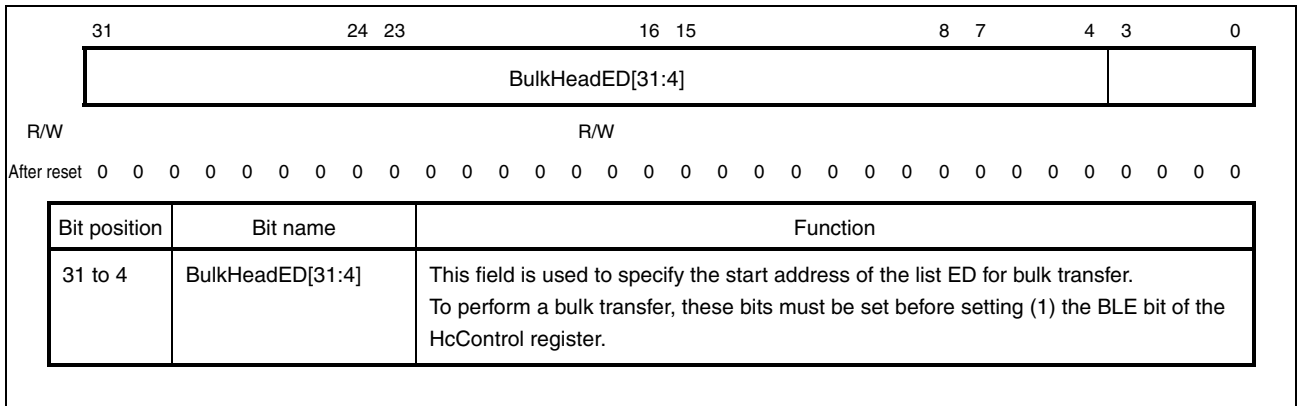 31 24 23 16 15 8 7 4 3 0
BulkHeadED[31:4]
R/W R/W
After reset 0 0 0 0 0 0 0 0 0 0 0 0 0 0 0 0 0 0 0 0 0 0 0 0 0 0 0 0 0 0 0 0
Bit position Bit name Function
31 to 4 BulkHeadED[31:4] This field is used to specify the start address of the list ED for bulk transfer.
To perform a bulk transfer, these bits must be set before setting (1) the BLE bit of the
HcControl register.